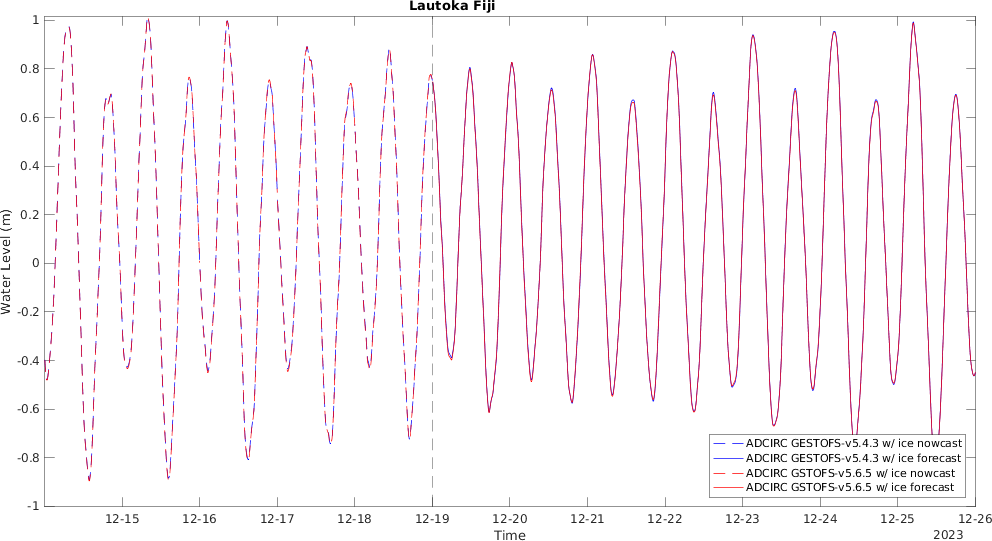 Lautoka Fiji
1
0.8
0.6
0.4
0.2
0
-0.2
-0.4
-0.6
-0.8
-1
Water Level (m)
ADCIRC GESTOFS-v5.4.3 w/ ice nowcast
ADCIRC GESTOFS-v5.4.3 w/ ice forecast
ADCIRC GSTOFS-v5.6.5 w/ ice nowcast
ADCIRC GSTOFS-v5.6.5 w/ ice forecast
12-15 12-16 12-17 12-18 12-19 12-20 12-21 12-22 12-23 12-24 12-25 12-26
Time
2023